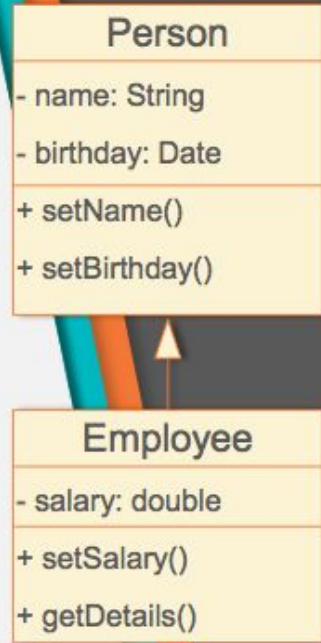 Person
- name: String
- birthday: Date
+ setName()
+ setBirthday()
Employee
- salary: double
+ setSalary()
+ getDetails()